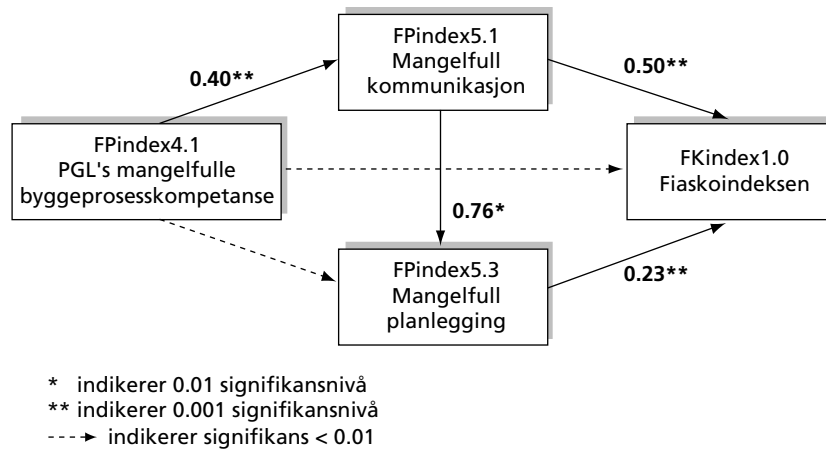 FPindex5.1
Mangelfull
kommunikasjon
0.40**
0.50**
FPindex4.1
PGL's mangelfulle
byggeprosesskompetanse
FKindex1.0
Fiaskoindeksen
0.76*
FPindex5.3
Mangelfull
planlegging
0.23**
* indikerer 0.01 signifikansnivå
** indikerer 0.001 signifikansnivå
indikerer signifikans < 0.01